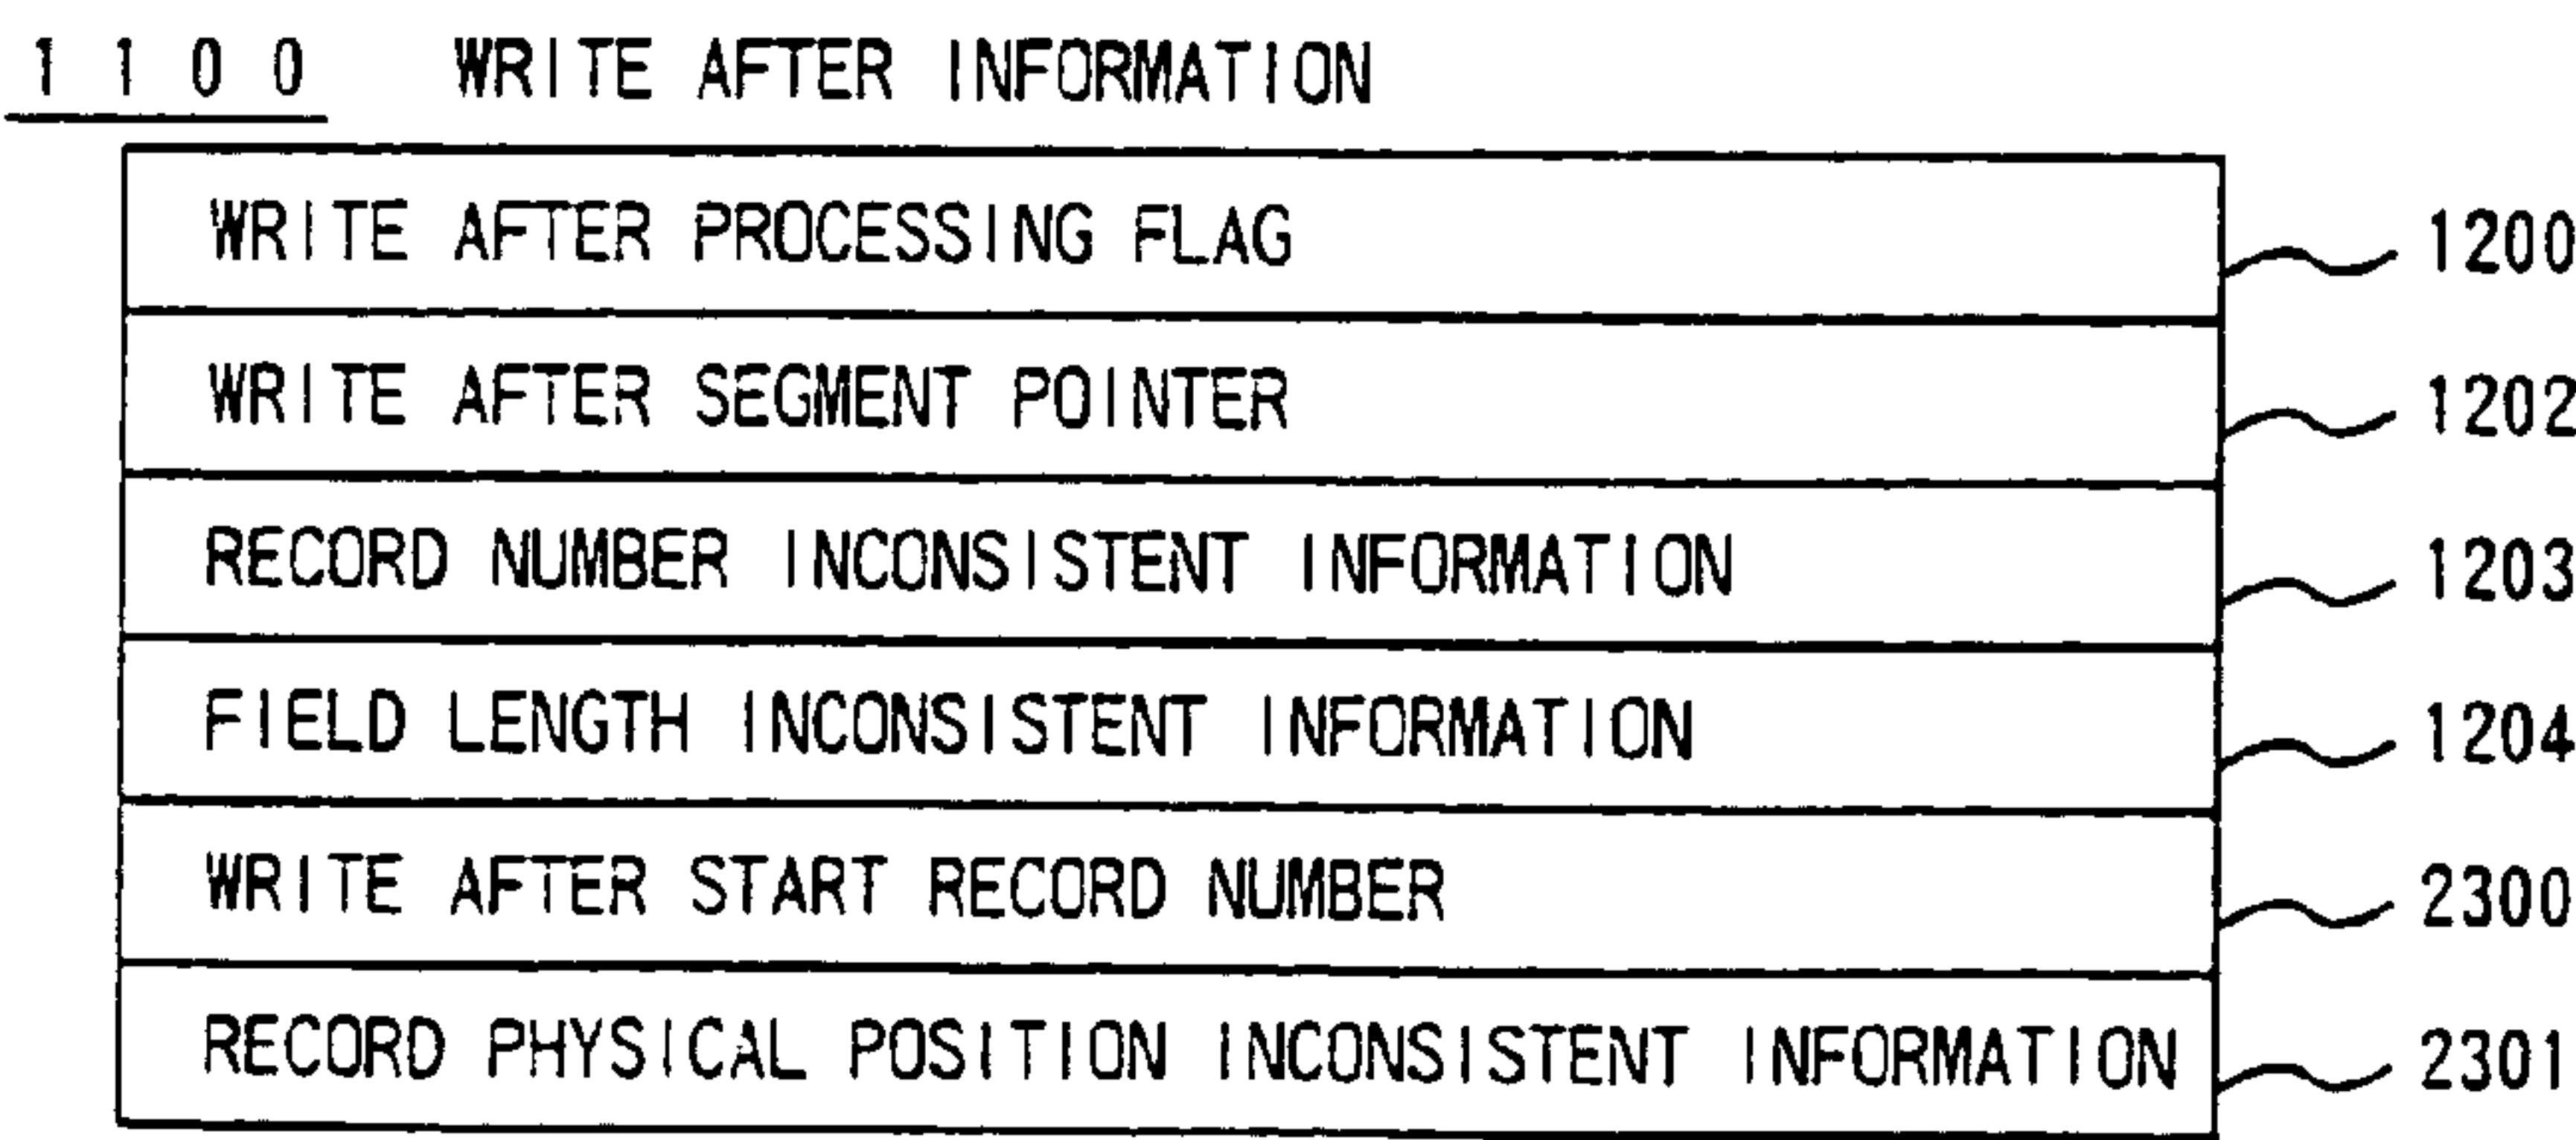 1100 WRITE AFTER INFORMATION
WRITE AFTER PROCESSING FLAG 1200
WRITE AFTER SEGMENT POINTER 1202
RECORD NUMBER INCONSISTENT INFORMATION 1203
FIELD LENGTH INCONSISTENT INFORMATION 1204
WRITE AFTER START RECORD NUMBER 2300
RECORD PHYSICAL POSITION INCONSISTENT INFORMATION 2301